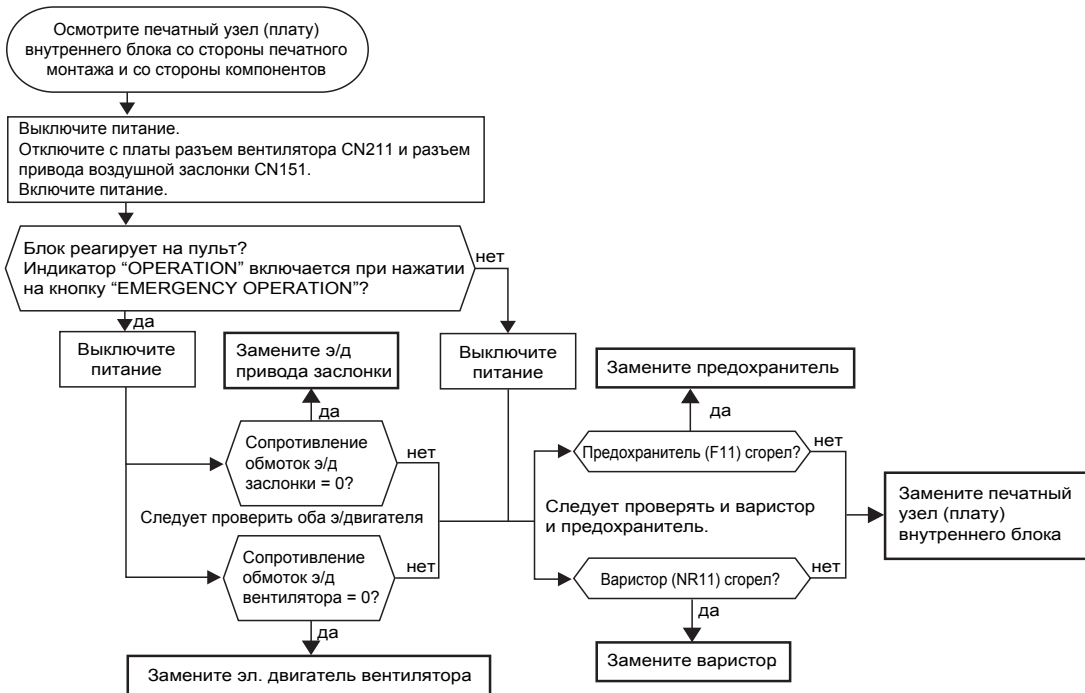 Осмотрите печатный узел (плату)
внутреннего блока со стороны печатного
монтажа и со стороны компонентов
Выключите питание.
Отключите с платы разъем вентилятора CN211 и разъем
привода воздушной заслонки CN151.
Включите питание.
Блок реагирует на пульт?
Индикатор “OPERATION” включается при нажатии
на кнопку “EMERGENCY OPERATION”?
нет
да
Выключите
питание
Замените э/д
привода заслонки
Выключите
питание
Замените предохранитель
да
да
Сопротивление
обмоток э/д
заслонки = 0?
нет
Предохранитель (F11) сгорел?
нет
Следует проверить оба э/двигателя
Следует проверять и варистор
и предохранитель.
Замените печатный
узел (плату)
внутреннего блока
Сопротивление
обмоток э/д
вентилятора = 0?
нет
Варистор (NR11) сгорел?
нет
да
да
Замените эл. двигатель вентилятора
Замените варистор